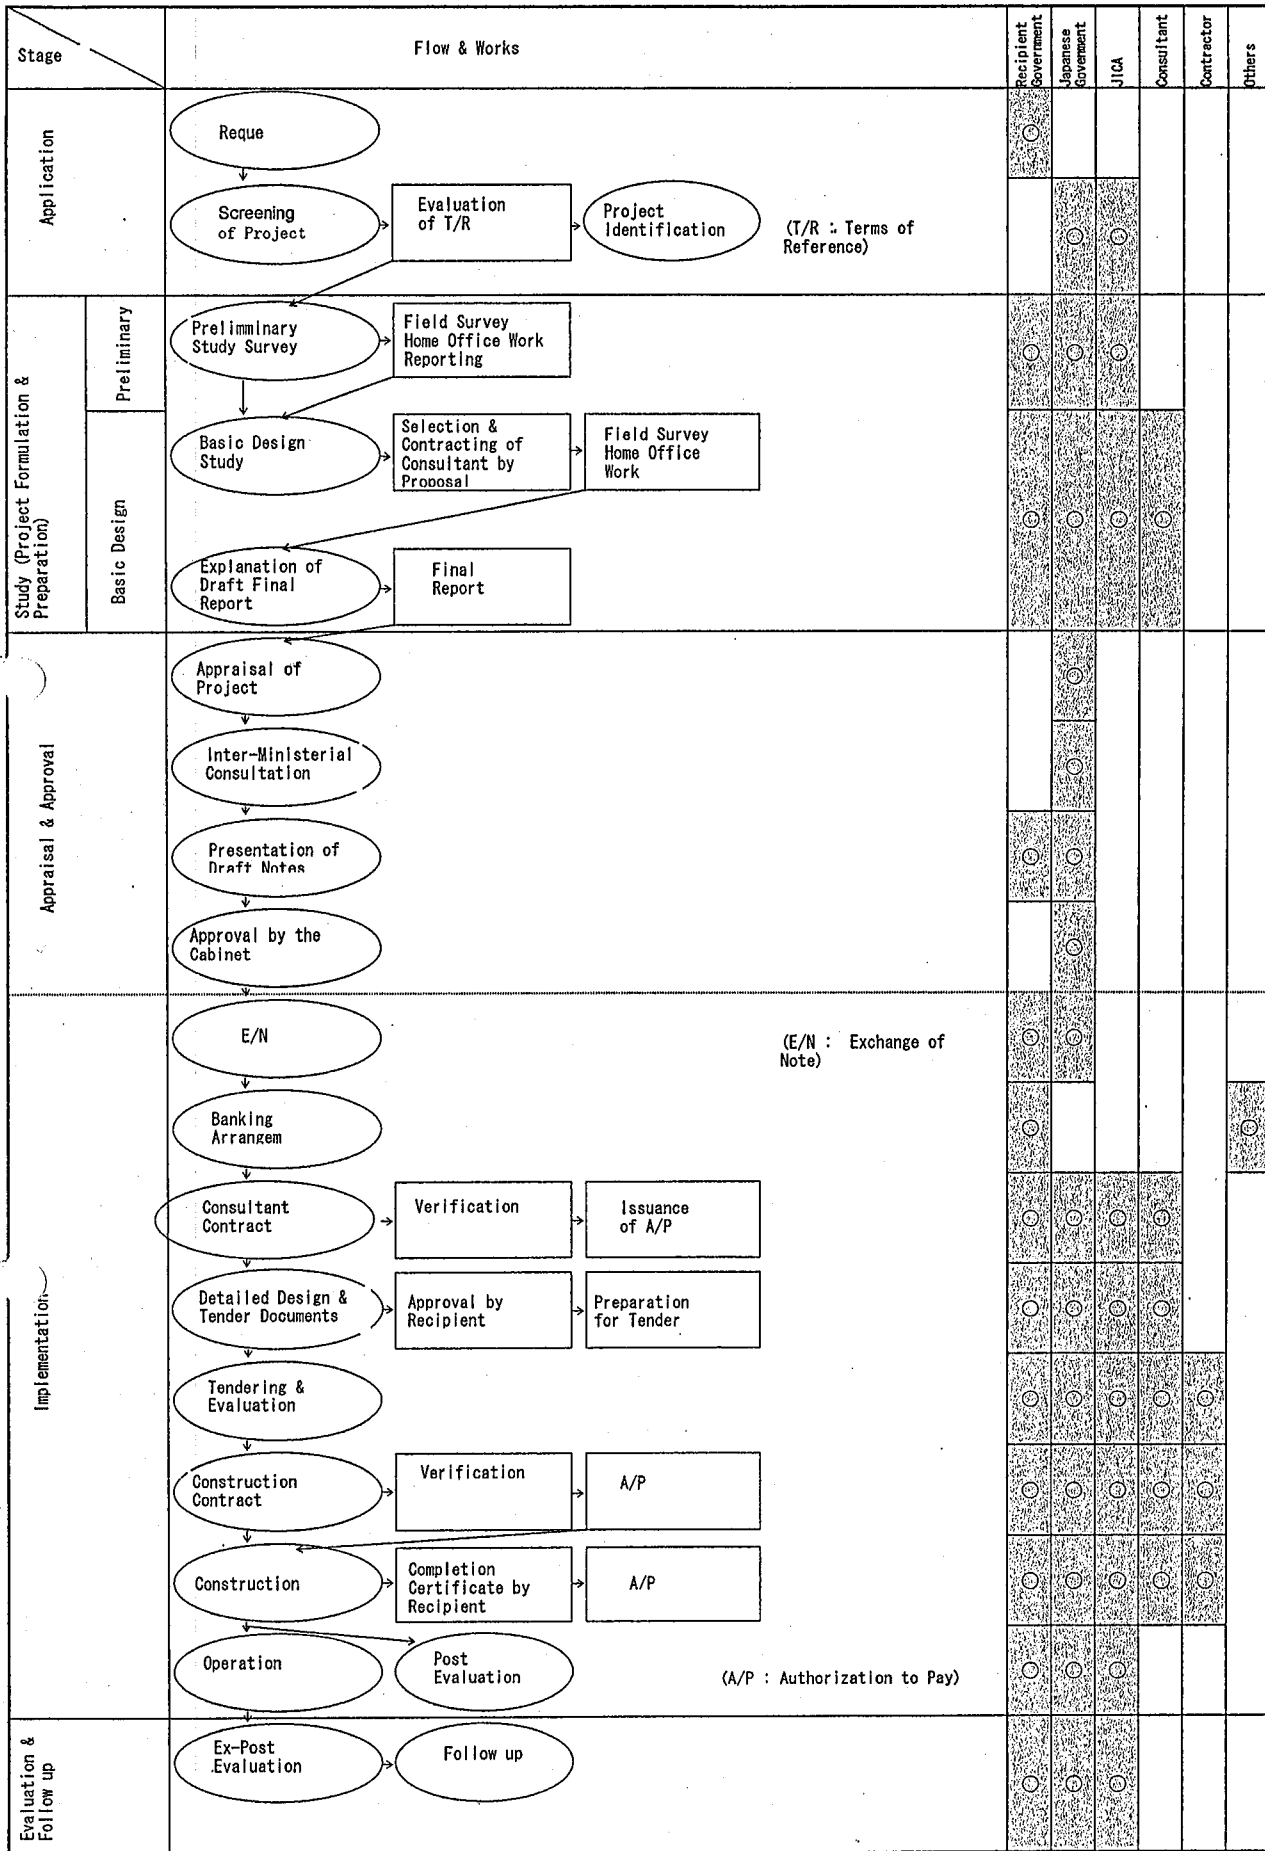 Stage
Flow & Works
Recipient
Government
Japanese
Government
JICA
Consultant
Contractor
Others
Application
Reque
Screening
of Project
Evaluation
of T/R
Project
Identification
(T/R : Terms of
Reference)
Study (Project Formulation &
Preparation)
Preliminary
Prelimminary
Study Survey
Field Survey
Home Office Work
Reporting
Basic Design
Basic Design
Study
Selection &
Contracting of
Consultant by
Proposal
Field Survey
Home Office
Work
Explanation of
Draft Final
Report
Final
Report
Appraisal & Approval
Appraisal of
Project
Inter-Ministerial
Consultation
Presentation of
Draft Notes
Approval by the
Cabinet
Implementation
E/N
(E/N : Exchange of
Note)
Banking
Arrangem
Consultant
Contract
Verification
Issuance
of A/P
Detailed Design &
Tender Documents
Approval by
Recipient
Preparation
for Tender
Tendering &
Evaluation
Construction
Contract
Verification
A/P
Construction
Completion
Certificate by
Recipient
A/P
Operation
Post
Evaluation
(A/P : Authorization to Pay)
Evaluation &
Follow up
Ex-Post
Evaluation
Follow up